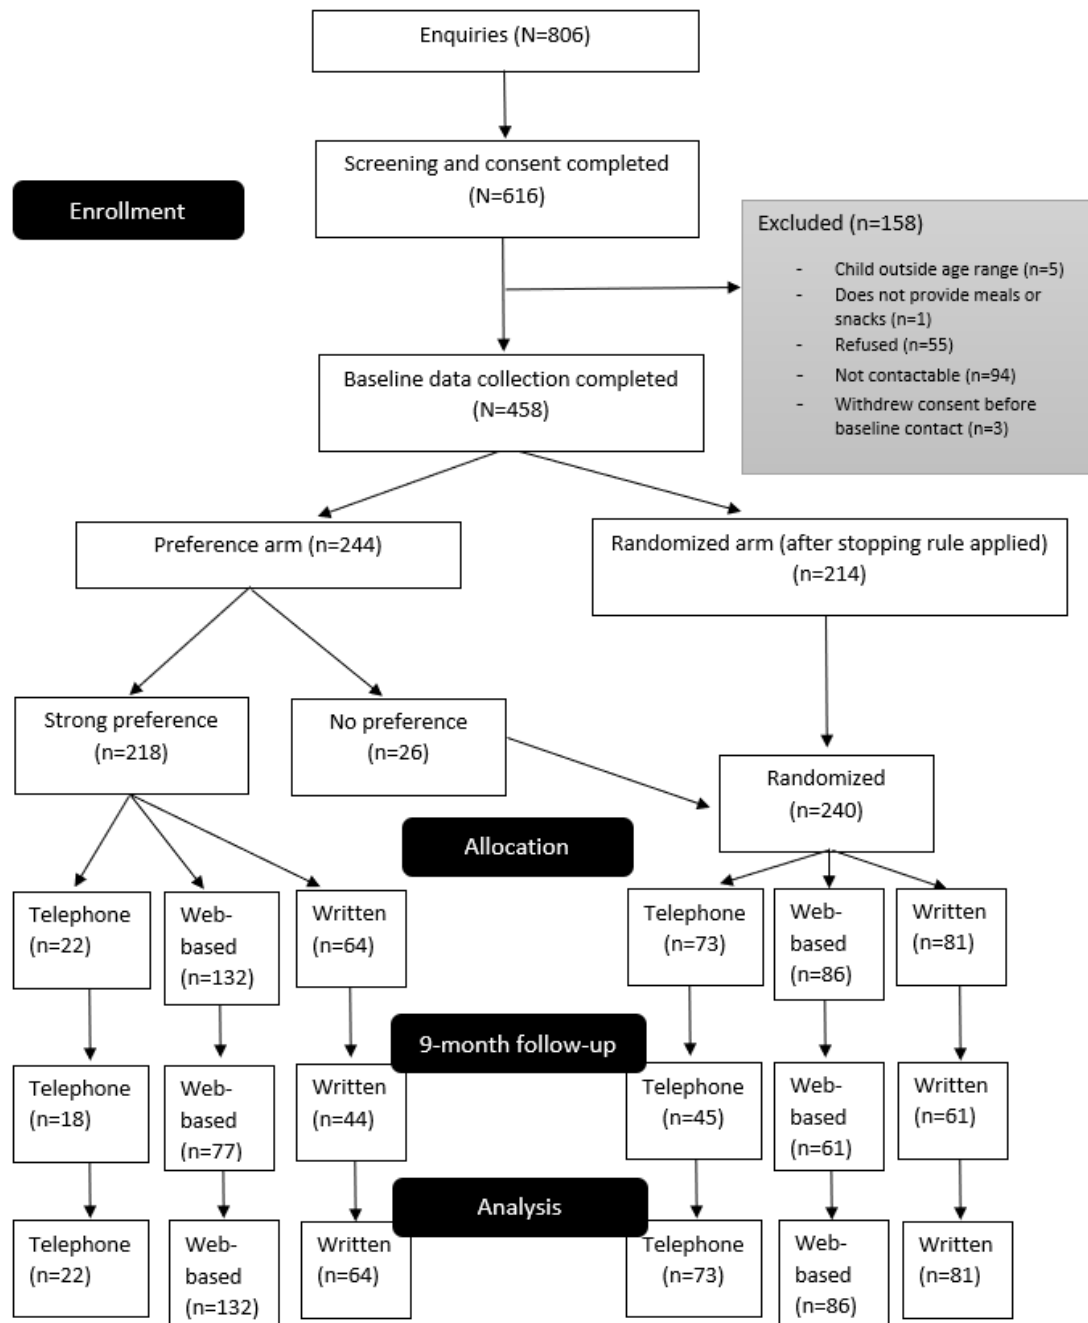 Enquiries (N=806)
Screening and consent completed
(N=616)
Enrollment
Excluded (n=158)
- Child outside age range (n=5)
- Does not provide meals or
snacks (n=1)
- Refused (n=55)
- Not contactable (n=94)
- Withdrew consent before
baseline contact (n=3)
Baseline data collection completed
(N=458)
Preference arm (n=244)
Randomized arm (after stopping rule applied)
(n=214)
Strong preference
(n=218)
No preference
(n=26)
Randomized
(n=240)
Allocation
Telephone
(n=22)
Web-
based
(n=132)
Written
(n=64)
Telephone
(n=73)
Web-
based
(n=86)
Written
(n=81)
9-month follow-up
Telephone
(n=18)
Web-
based
(n=77)
Written
(n=44)
Telephone
(n=45)
Web-
based
(n=61)
Written
(n=61)
Analysis
Telephone
(n=22)
Web-
based
(n=132)
Written
(n=64)
Telephone
(n=73)
Web-
based
(n=86)
Written
(n=81)